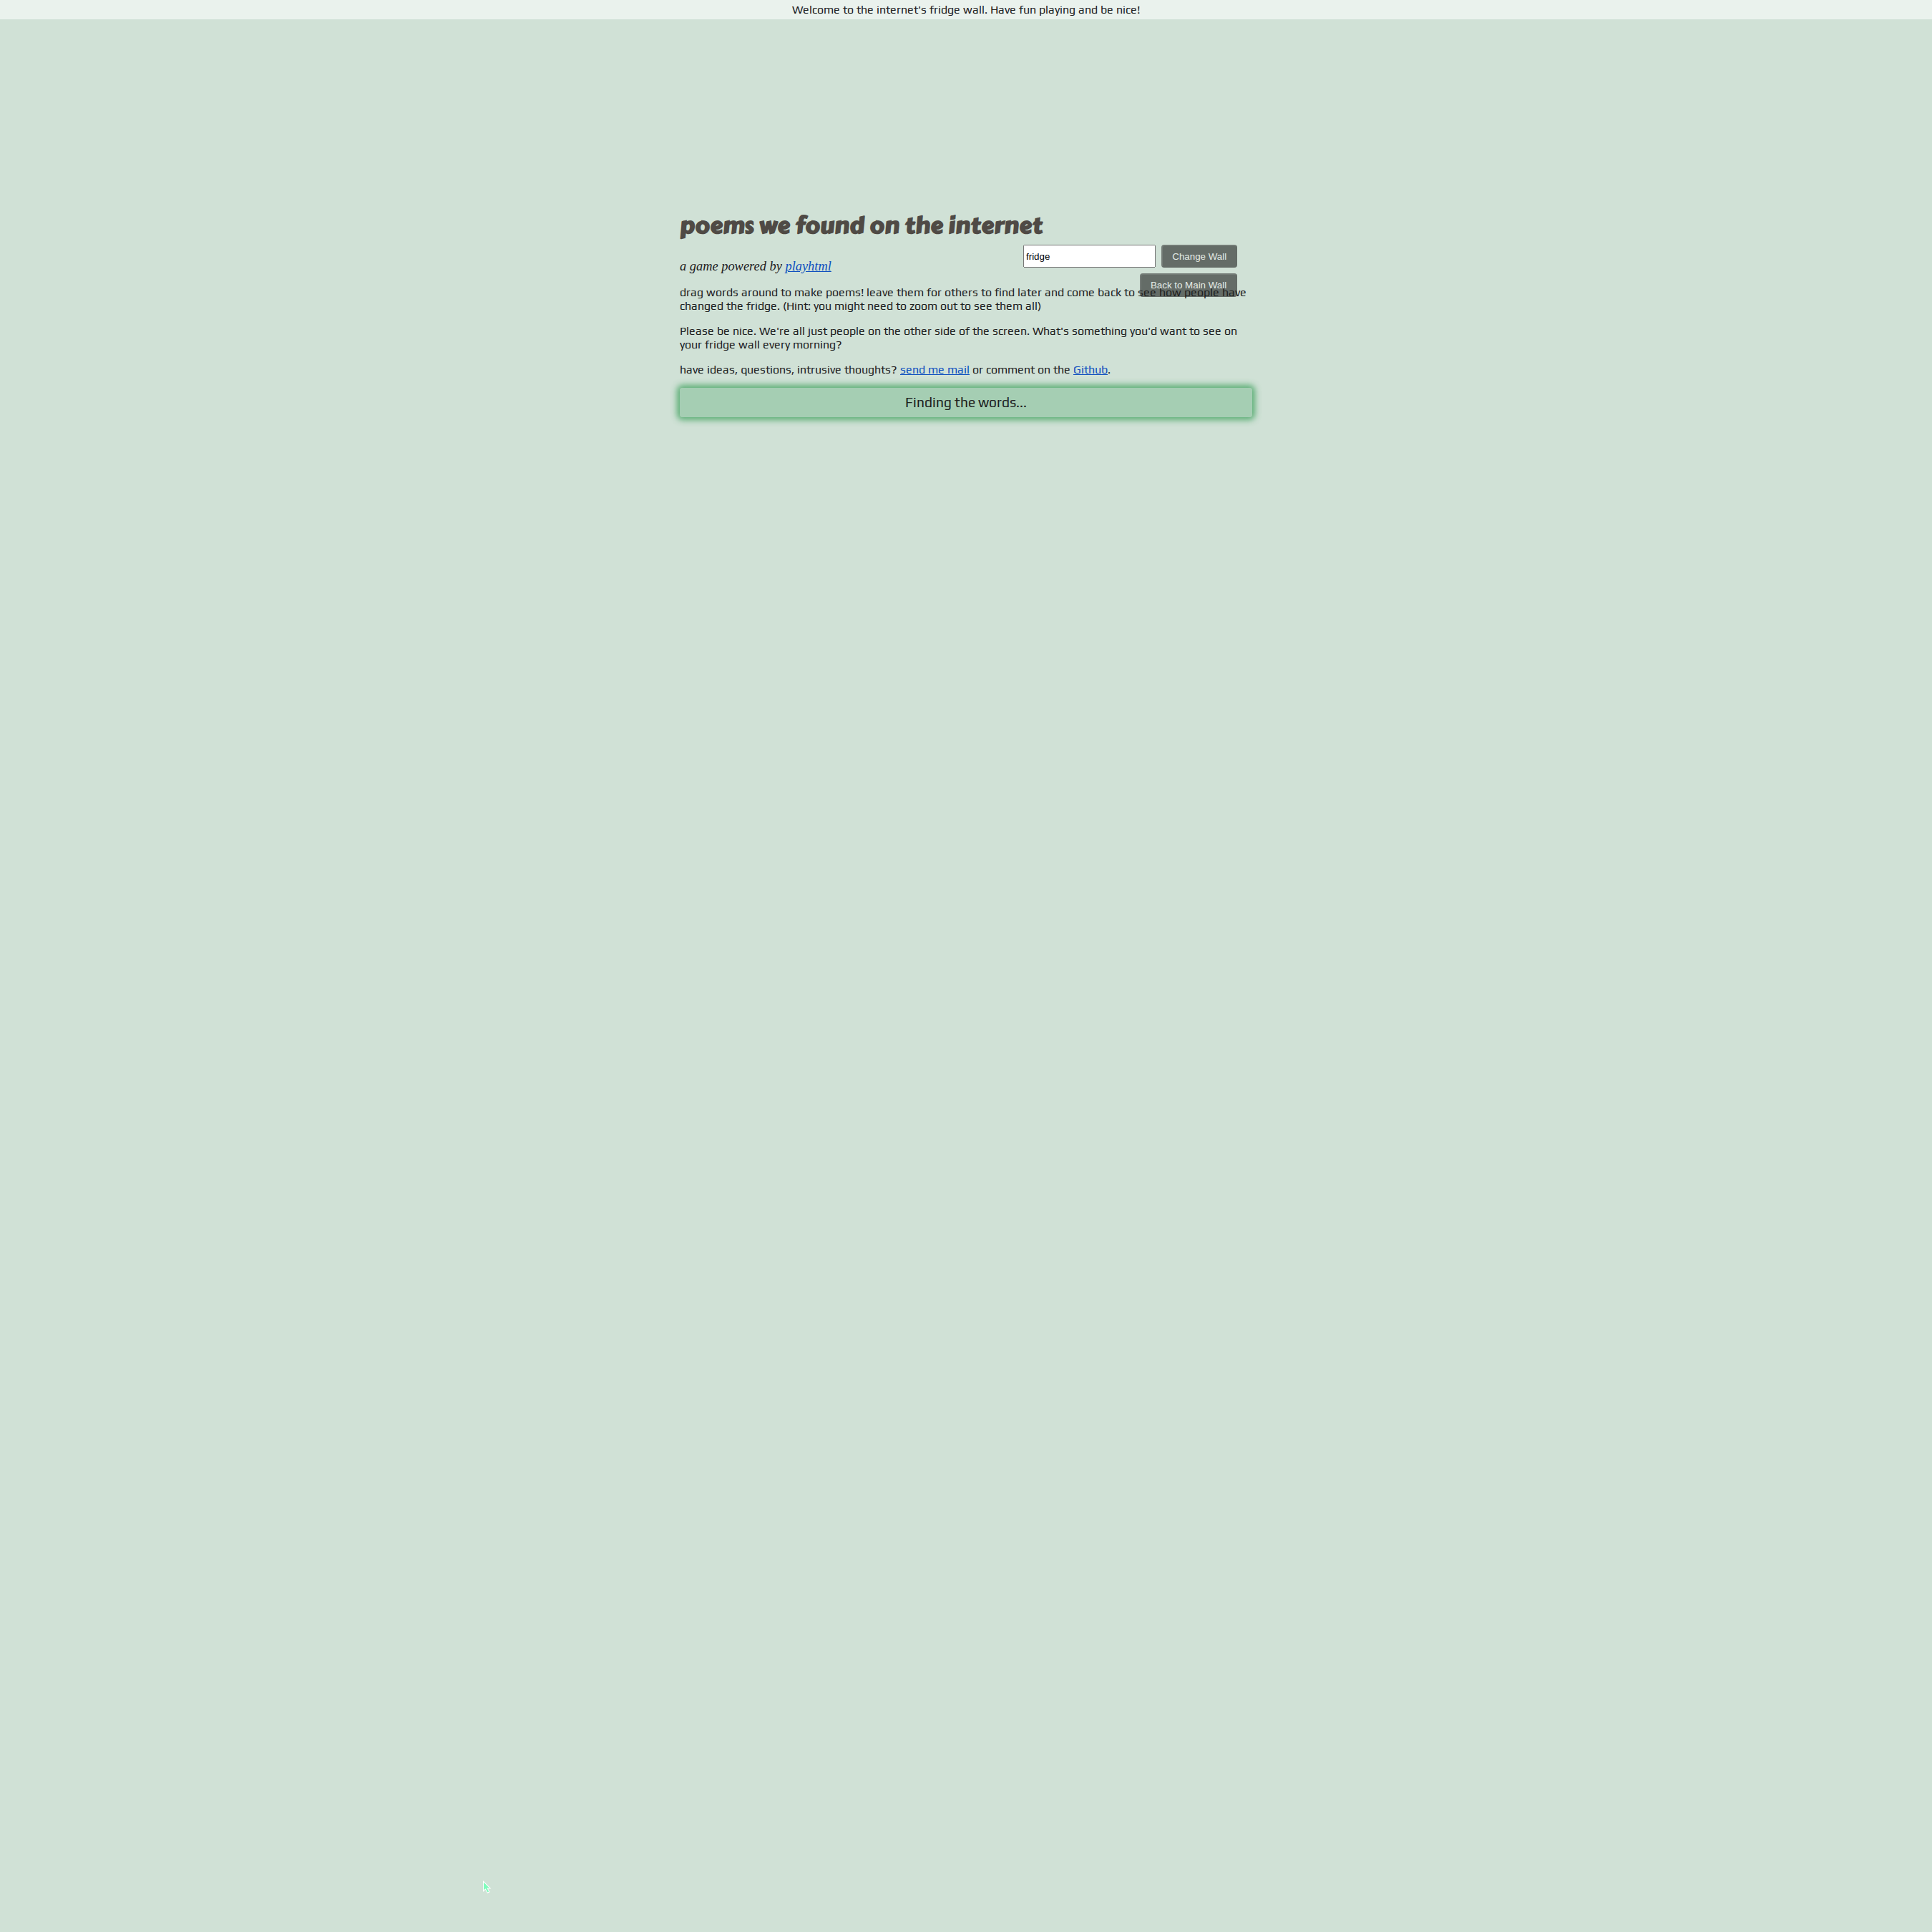 Welcome to the internet's fridge wall. Have fun playing and be nice!
poems we found on the internet
fridge
Change Wall
a game powered by playhtml
Back to Main Wall
drag words around to make poems! leave them for others to find later and come back to see how people have
changed the fridge. (Hint: you might need to zoom out to see them all)
Please be nice. We're all just people on the other side of the screen. What's something you'd want to see on
your fridge wall every morning?
have ideas, questions, intrusive thoughts? send me mail or comment on the Github.
Finding the words...